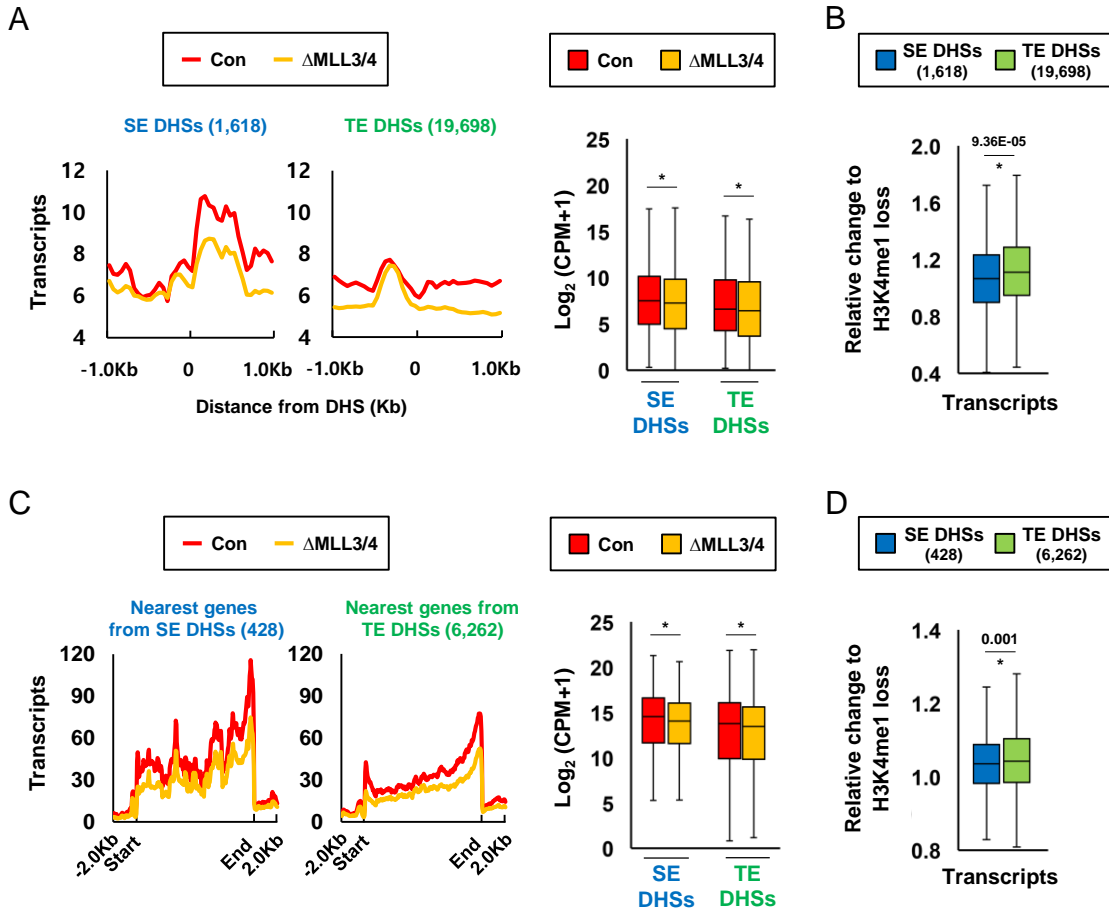 A
Con
ΔMLL3/4
SE DHSs (1,618)
TE DHSs (19,698)
Transcripts
12
10
8
6
4
12
10
8
6
4
-1.0Kb
0
1.0Kb
-1.0Kb
0
1.0Kb
Distance from DHS (Kb)
Con
ΔMLL3/4
Log2 (CPM+1)
25
20
15
10
5
0
*
*
SE
DHSs
TE
DHSs
B
SE DHSs
(1,618)
TE DHSs
(19,698)
Relative change to
H3K4me1 loss
2.0
1.6
1.2
0.8
0.4
9.36E-05
*
Transcripts
C
Con
ΔMLL3/4
Nearest genes
from SE DHSs (428)
Nearest genes from
TE DHSs (6,262)
Transcripts
120
90
60
30
0
120
90
60
30
0
-2.0Kb
Start
End
2.0Kb
-2.0Kb
Start
End
2.0Kb
Con
ΔMLL3/4
Log2 (CPM+1)
25
20
15
10
5
0
*
*
SE
DHSs
TE
DHSs
D
SE DHSs
(428)
TE DHSs
(6,262)
Relative change to
H3K4me1 loss
1.4
1.2
1.0
0.8
0.001
*
Transcripts